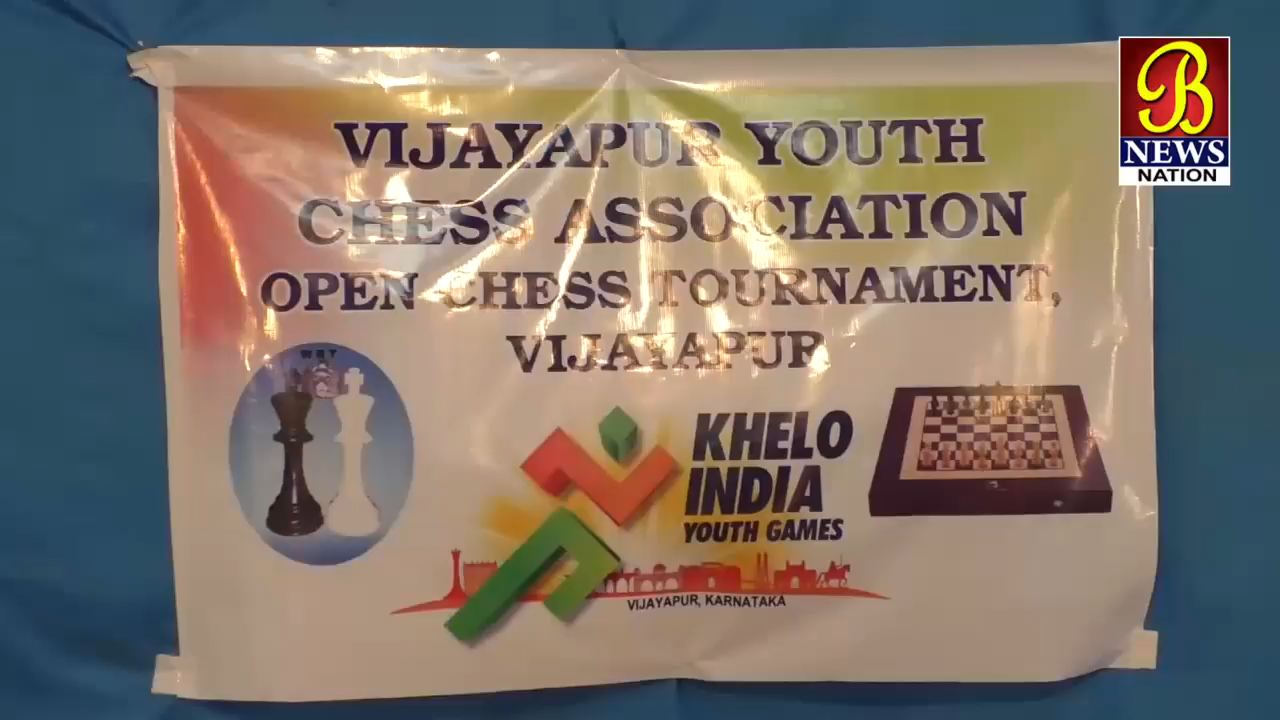 B
NEWS
NATION
VIJAYAPUR YOUTH
CHESS ASSOCIATION
OPEN CHESS TOURNAMENT,
VIJAYAPUR
KHELO
INDIA
YOUTH GAMES
VIJAYAPUR, KARNATAKA